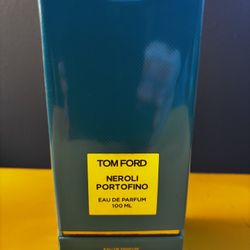 TOM FORD
NEROLI
PORTOFINO
EAU DE PARFUM
100 ML